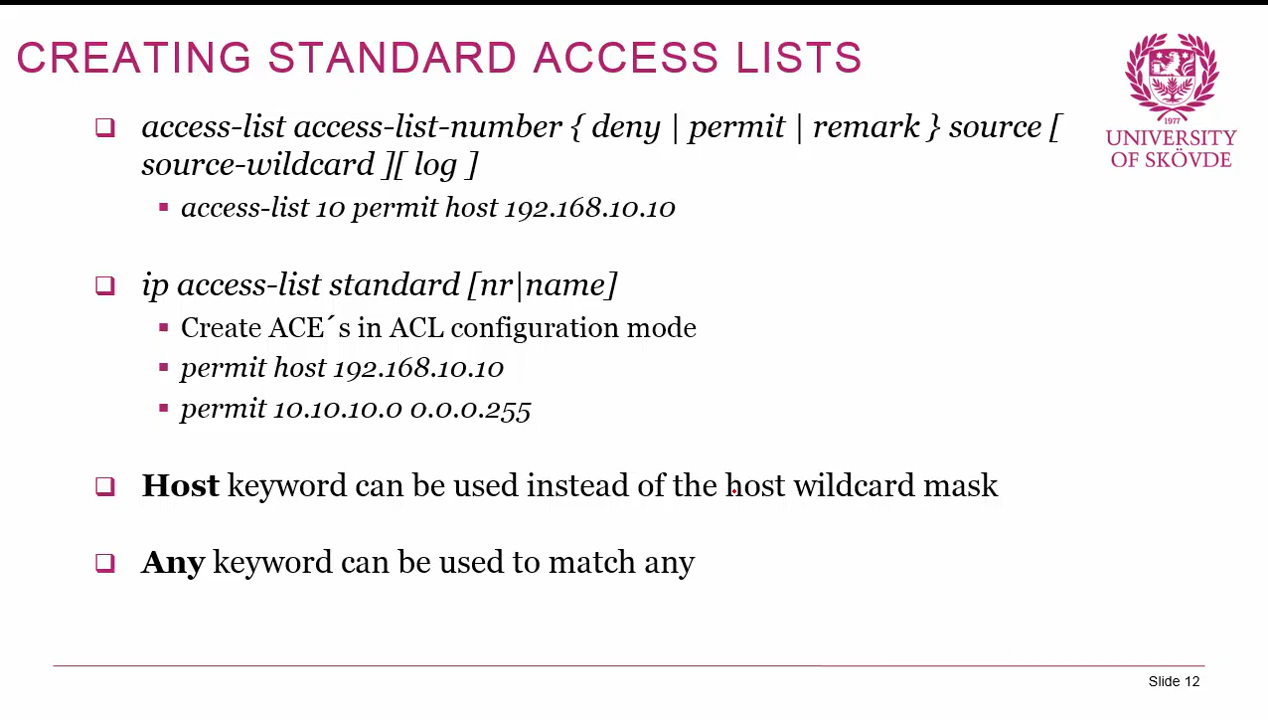 CREATING STANDARD ACCESS LISTS
access-list access-list-number { deny | permit | remark } source [
source-wildcard ][ log ]
access-list 10 permit host 192.168.10.10
ip access-list standard [nr|name]
Create ACE´s in ACL configuration mode
permit host 192.168.10.10
permit 10.10.10.0 0.0.0.255
Host keyword can be used instead of the host wildcard mask
Any keyword can be used to match any
1977
UNIVERSITY
OF SKÖVDE
Slide 12